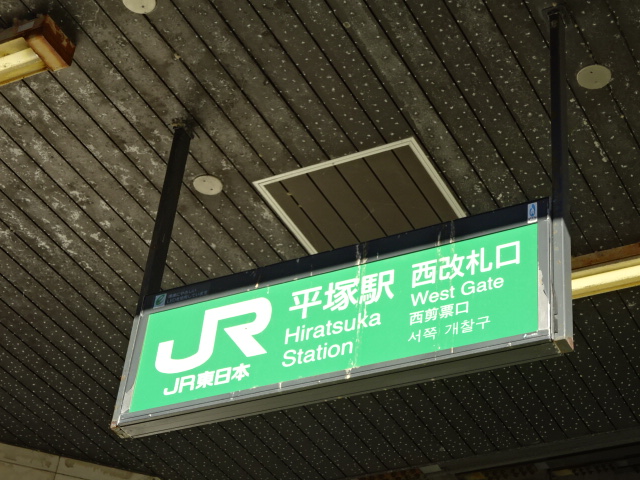 JR
JR東日本
平塚駅
Hiratsuka
Station
西改札口
West Gate
西剪票口
서쪽 개찰구